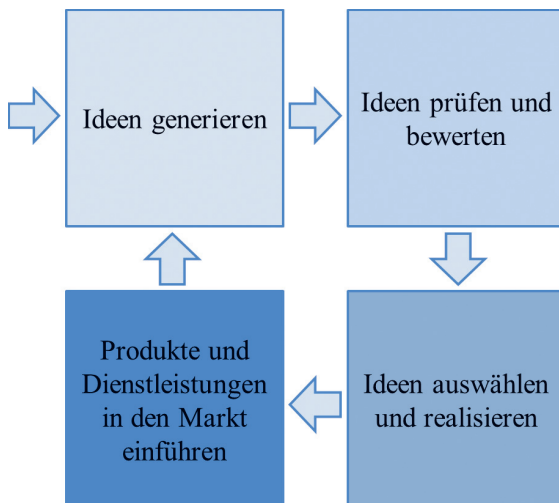 Ideen generieren
Ideen prüfen und
bewerten
Produkte und
Dienstleistungen
in den Markt
einführen
Ideen auswählen
und realisieren